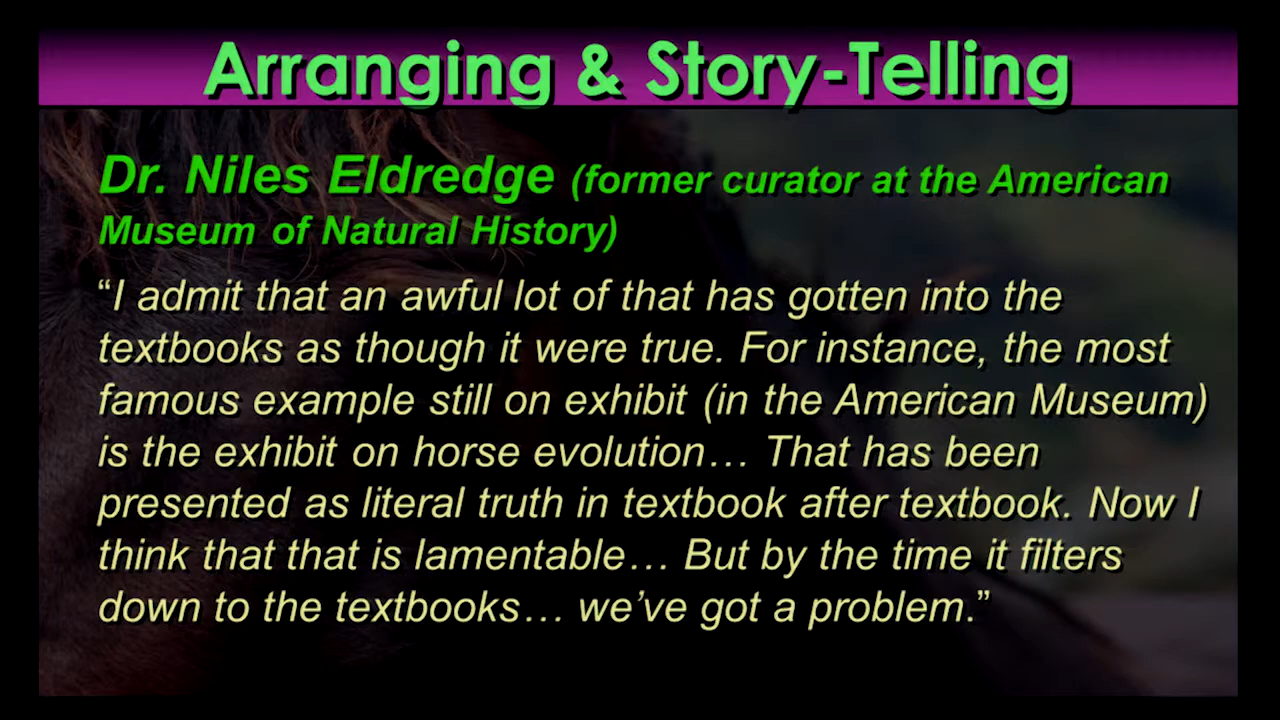 Arranging & Story-Telling
Dr. Niles Eldredge (former curator at the American
Museum of Natural History)
“I admit that an awful lot of that has gotten into the
textbooks as though it were true. For instance, the most
famous example still on exhibit (in the American Museum)
is the exhibit on horse evolution… That has been
presented as literal truth in textbook after textbook. Now I
think that that is lamentable… But by the time it filters
down to the textbooks… we’ve got a problem.”